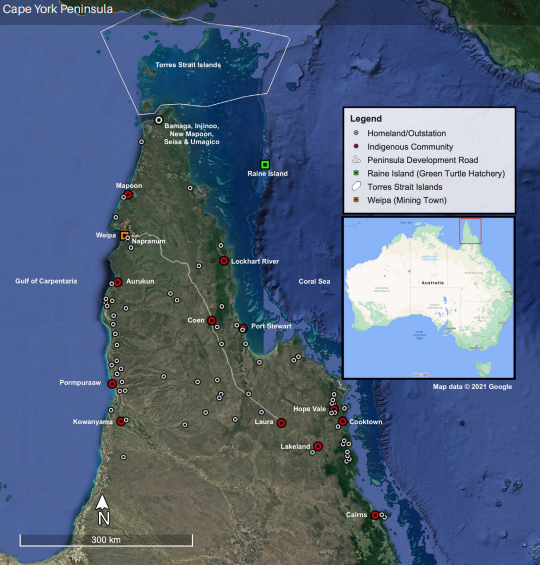 Cape York Peninsula
Torres Strait Islands
Bamaga, Injinoo,
New Mapoon,
Seisa & Umagico
Raine Island
Legend
Homeland/Outstation
Indigenous Community
Peninsula Development Road
Raine Island (Green Turtle Hatchery)
Torres Strait Islands
Weipa (Mining Town)
Mapoon
Weipa
Napranum
Lockhart River
Gulf of Carpentaria
Aurukun
Coral Sea
Coen
Port Stewart
Australia
Map data © 2021 Google
Pormpuraaw
Kowanyama
Hope Vale
Laura
Cooktown
Lakeland
N
300 km
Cairns